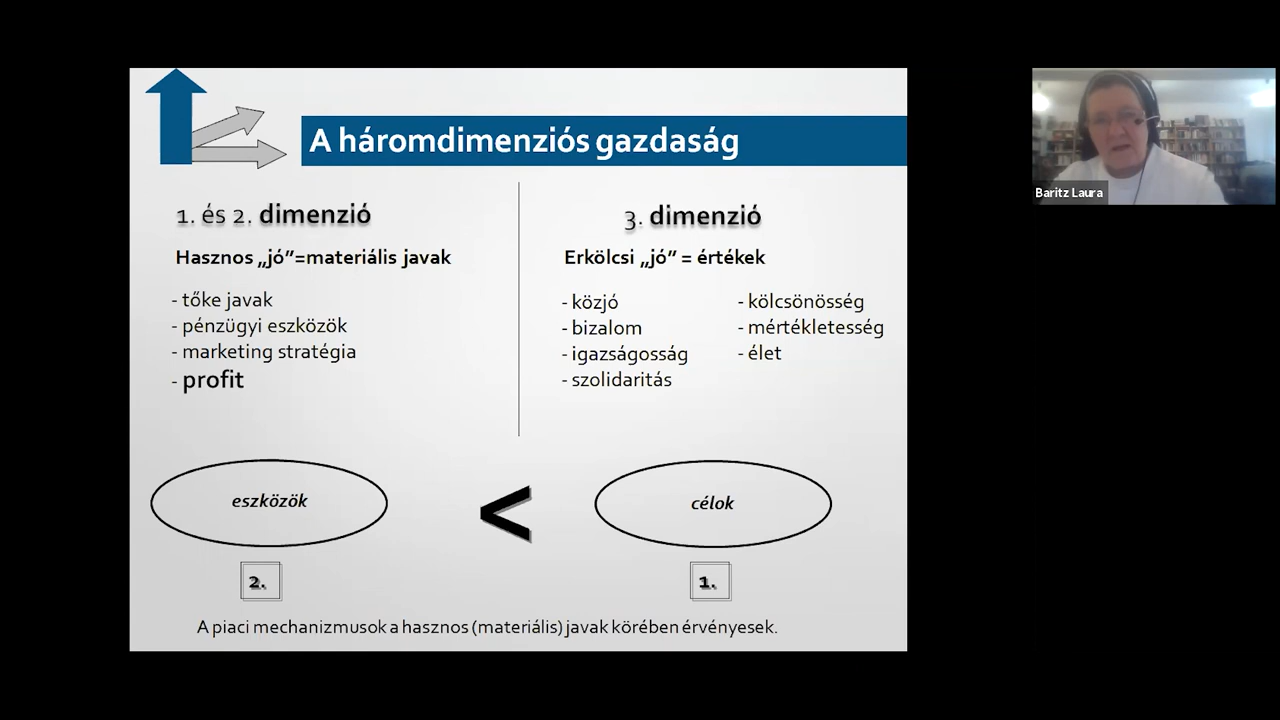 A háromdimenziós gazdaság
1. és 2. dimenzió
Hasznos „jó”=materiális javak
- tőke javak
- pénzügyi eszközök
- marketing stratégia
- profit
3. dimenzió
Erkölcsi „jó” = értékek
- közjó
- bizalom
- igazságosság
- szolidaritás
- kölcsönösség
- mértékletesség
- élet
eszközök
<
célok
2.
1.
A piaci mechanizmusok a hasznos (materiális) javak körében érvényesek.
Baritz Laura